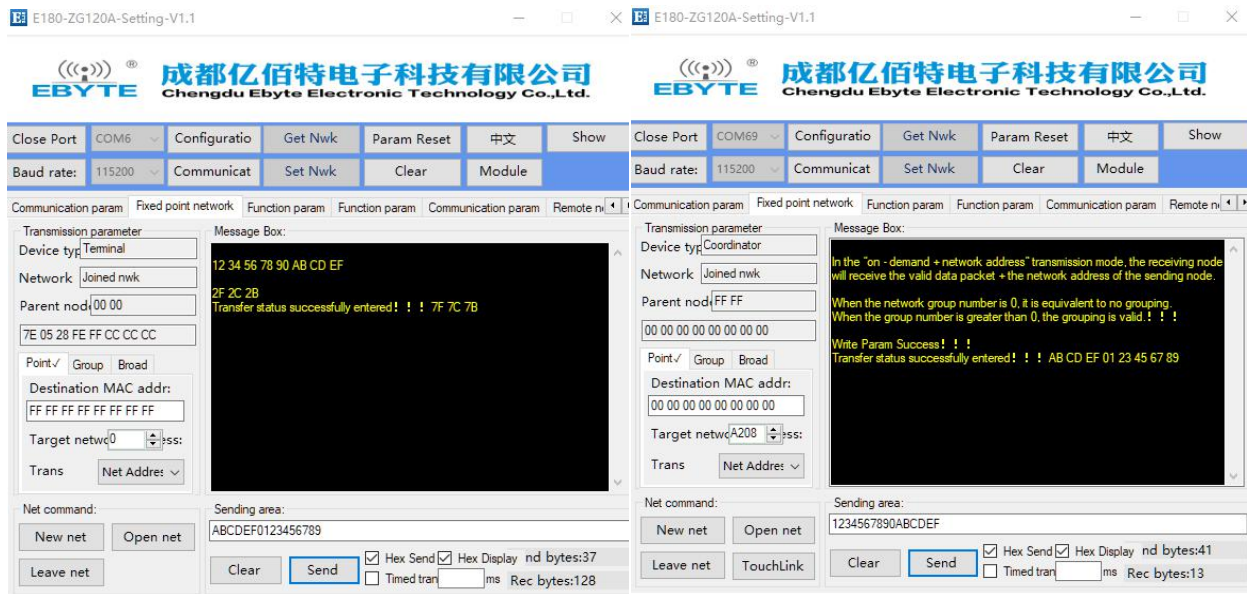 E180-ZG120A-Setting-V1.1
EBYTE ®
成都亿佰特电子科技有限公司
Chengdu Ebyte Electronic Technology Co.,Ltd.
Close Port COM6 Configuratio Get Nwk Param Reset 中文 Show
Baud rate: 115200 Communicat Set Nwk Clear Module
Communication param Fixed point network Function param Function param Communication param Remote n
Transmission parameter
Device typ Terminal
Network Joined nwk
Parent nod 00 00
7E 05 28 FE FF CC CC CC
Point✓ Group Broad
Destination MAC addr:
FF FF FF FF FF FF FF FF
Target netwo 0 ess:
Trans Net Addres
Net command:
New net Open net
Leave net
Message Box:
12 34 56 78 90 AB CD EF
2F 2C 2B
Transfer status successfully entered！！！ 7F 7C 7B
Sending area:
ABCDEF0123456789
Clear Send
Hex Send Hex Display nd bytes:37
Timed tran ms Rec bytes:128
E180-ZG120A-Setting-V1.1
EBYTE ®
成都亿佰特电子科技有限公司
Chengdu Ebyte Electronic Technology Co.,Ltd.
Close Port COM69 Configuratio Get Nwk Param Reset 中文 Show
Baud rate: 115200 Communicat Set Nwk Clear Module
Communication param Fixed point network Function param Function param Communication param Remote n
Transmission parameter
Device typ Coordinator
Network Joined nwk
Parent nod FF FF
00 00 00 00 00 00 00 00
Point✓ Group Broad
Destination MAC addr:
00 00 00 00 00 00 00 00
Target netwo A208 ess:
Trans Net Addres
Net command:
New net Open net
Leave net TouchLink
Message Box:
In the "on - demand + network address" transmission mode, the receiving node
will receive the valid data packet + the network address of the sending node.
When the network group number is 0, it is equivalent to no grouping.
When the group number is greater than 0, the grouping is valid.！！！
Write Param Success！！！
Transfer status successfully entered！！！ AB CD EF 01 23 45 67 89
Sending area:
1234567890ABCDEF
Clear Send
Hex Send Hex Display nd bytes:41
Timed tran ms Rec bytes:13